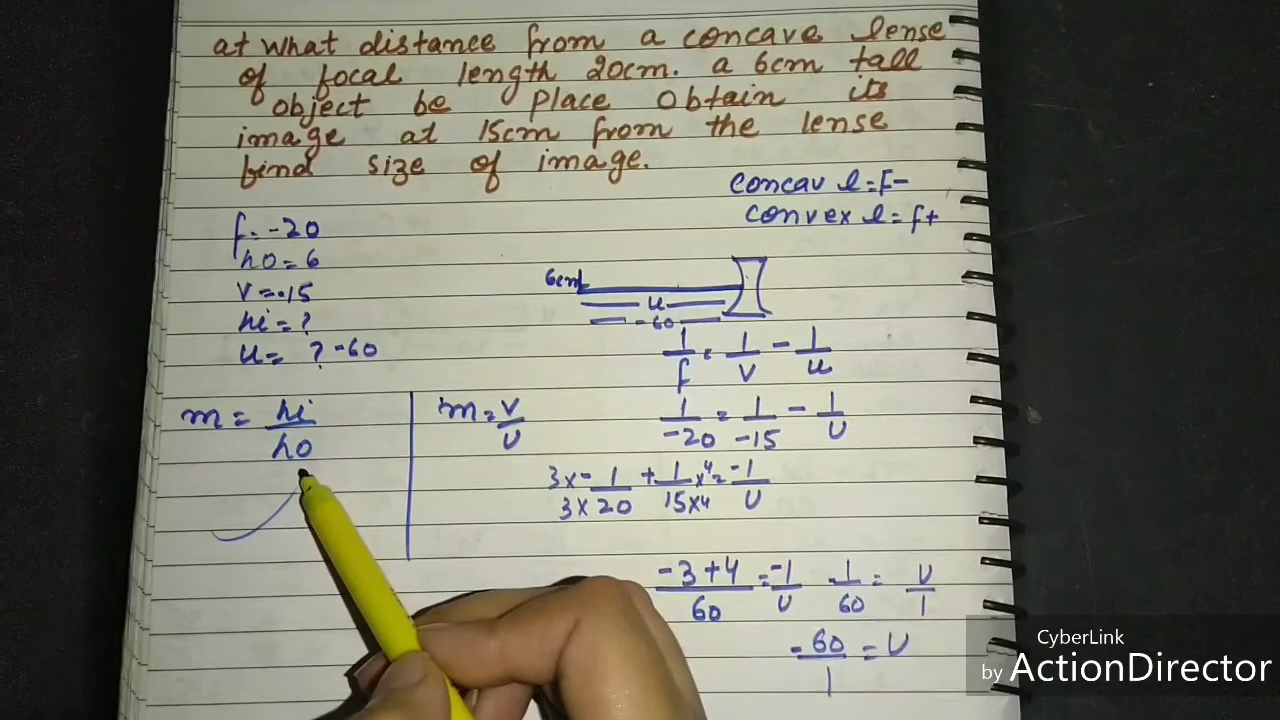 at what distance from a concave lense
of focal length 20cm. a 6cm tall
object be place obtain its
image at 15cm from the lense
find size of image.
concav l=F-
convex l=f+
f=-20
ho=6
v=-15
hi=?
u= ? -60
6cm
u
-60
1/f = 1/v - 1/u
m= hi/ho
m=v/u
1/-20 = 1/-15 - 1/u
3x-1/3x20 + 1/15x4 x4 = -1/u
-3+4/60 = -1/u 1/60 = u/1
-60/1 = u
CyberLink
by ActionDirector